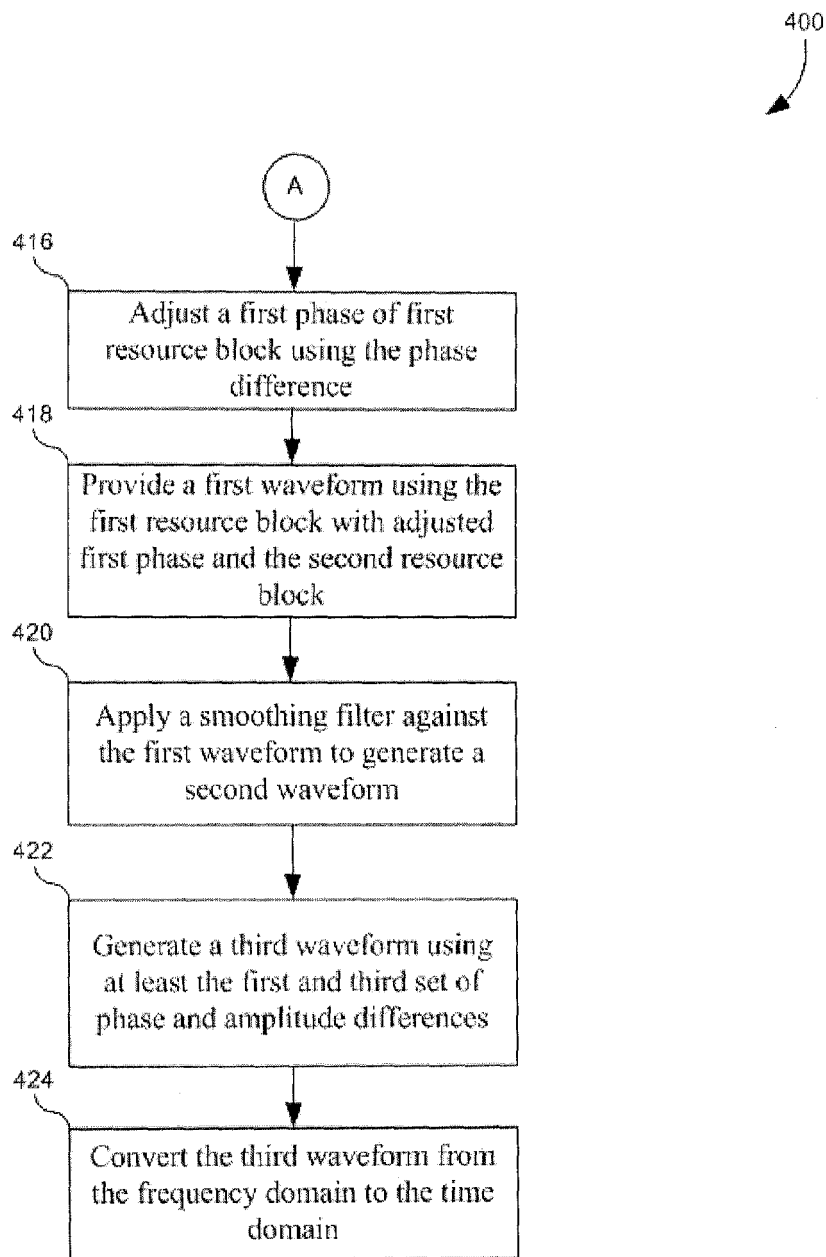 400
A
416
Adjust a first phase of first
resource block using the phase
difference
418
Provide a first waveform using the
first resource block with adjusted
first phase and the second resource
block
420
Apply a smoothing filter against
the first waveform to generate a
second waveform
422
Generate a third waveform using
at least the first and third set of
phase and amplitude differences
424
Convert the third waveform from
the frequency domain to the time
domain